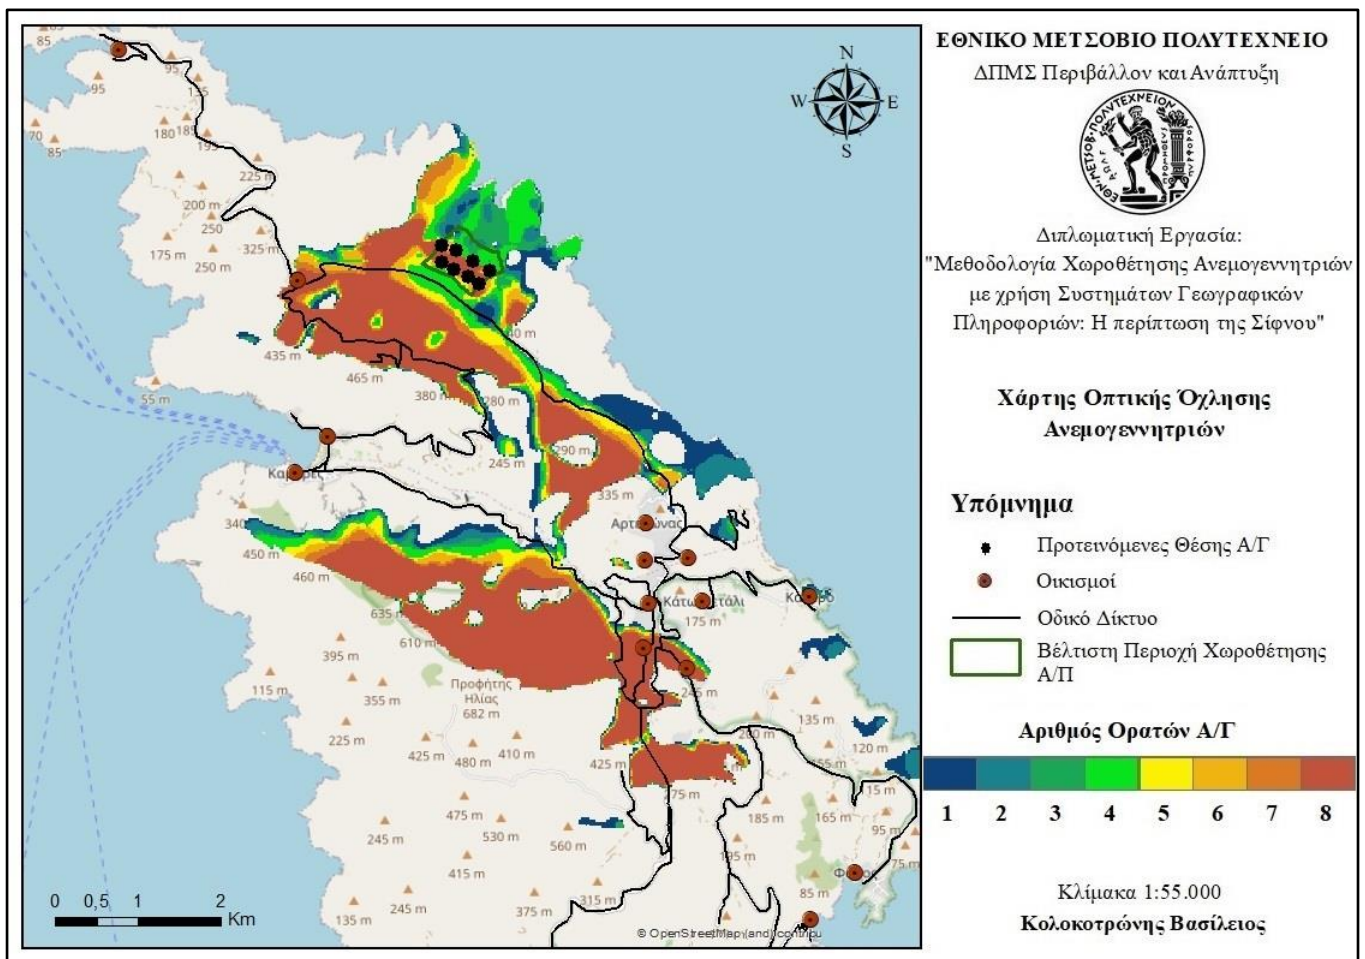 ΕΘΝΙΚΟ ΜΕΤΣΟΒΙΟ ΠΟΛΥΤΕΧΝΕΙΟ
ΔΠΜΣ Περιβάλλον και Ανάπτυξη
Διπλωματική Εργασία:
"Μεθοδολογία Χωροθέτησης Ανεμογεννητριών
με χρήση Συστημάτων Γεωγραφικών
Πληροφοριών: Η περίπτωση της Σίφνου"
Χάρτης Οπτικής Όχλησης
Ανεμογεννητριών
Υπόμνημα
Προτεινόμενες Θέσης Α/Γ
Οικισμοί
Οδικό Δίκτυο
Βέλτιστη Περιοχή Χωροθέτησης
Α/Π
Αριθμός Ορατών Α/Γ
1 2 3 4 5 6 7 8
Κλίμακα 1:55.000
Κολοκοτρώνης Βασίλειος
N
W E
S
85
95
95
70
85
180 185
195
225 m
200 m
250
175 m
325 m
250 m
435 m
465 m
380
280 m
55 m
245 m
290 m
335 m
340
450 m
460 m
635
610
175 m
395 m
115 m
355 m
Προφήτης
Ηλίας
682 m
245 m
225 m
425 m
480 m
410 m
425 m
200 m
135 m
120 m
475 m
530 m
560 m
245 m
415 m
185 m
165 m
95 m
75 m
85 m
135 m
245 m
375 m
315 m
0 0,5 1 2
Km
© OpenStreetMap (and) contribu